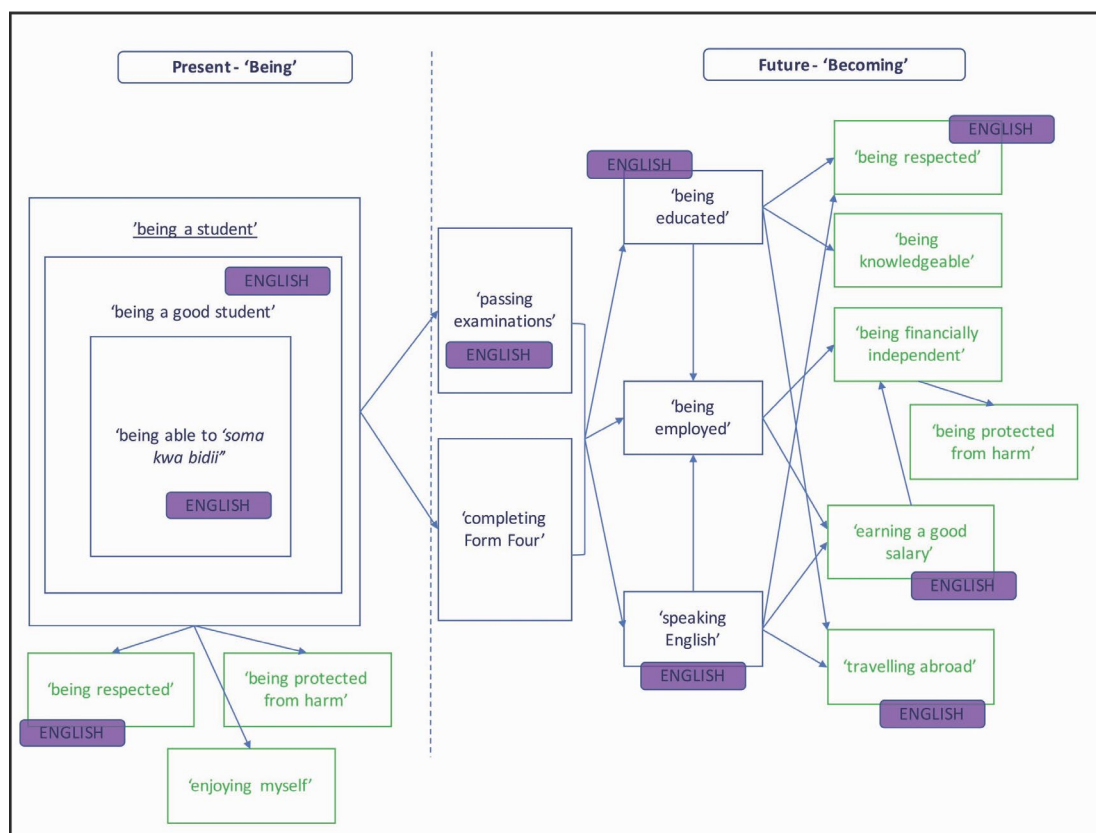 Present - ‘Being’
Future - ‘Becoming’
’being a student’
ENGLISH
‘being a good student’
‘being able to ‘soma
kwa bidii’’
ENGLISH
‘being respected’
ENGLISH
‘being protected
from harm’
‘enjoying myself’
‘passing
examinations’
ENGLISH
‘completing
Form Four’
ENGLISH
‘being
educated’
‘being
employed’
‘speaking
English’
ENGLISH
ENGLISH
‘being respected’
‘being
knowledgeable’
‘being financially
independent’
‘being protected
from harm’
‘earning a good
salary’
ENGLISH
‘travelling abroad’
ENGLISH